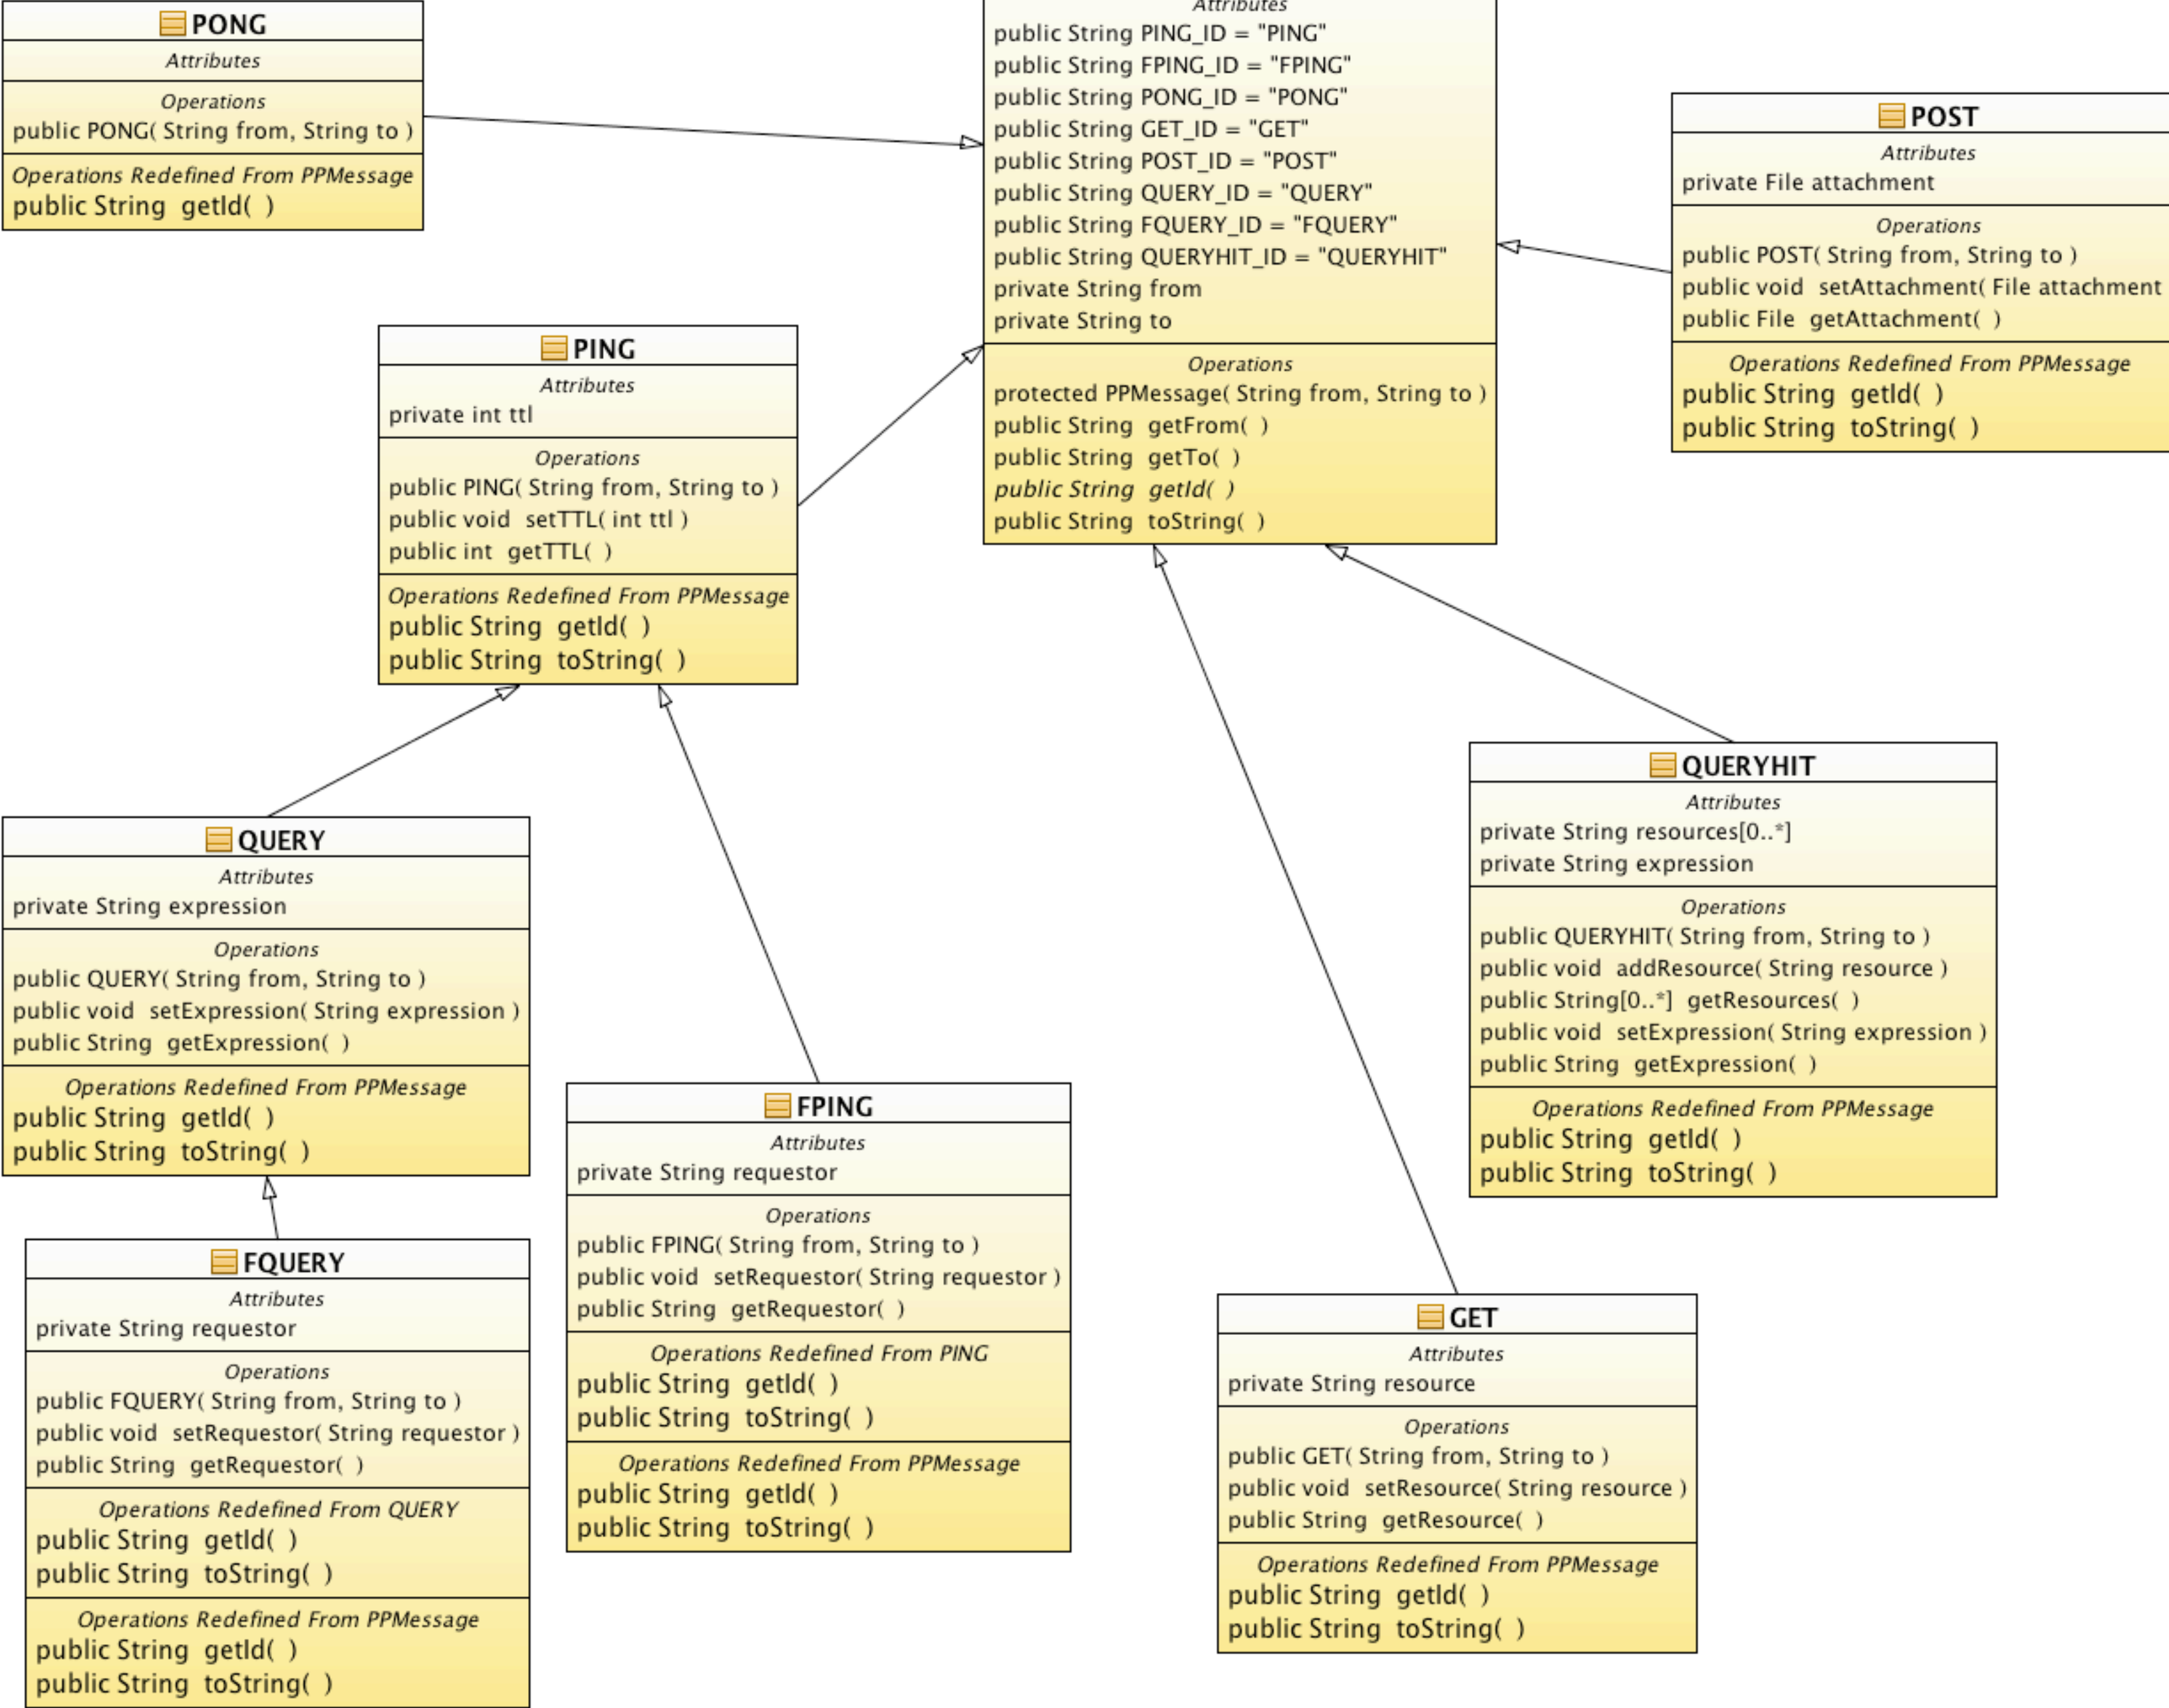 PONG
Attributes
Operations
public PONG( String from, String to )
Operations Redefined From PPMessage
public String getId( )
Attributes
public String PING_ID = "PING"
public String FPING_ID = "FPING"
public String PONG_ID = "PONG"
public String GET_ID = "GET"
public String POST_ID = "POST"
public String QUERY_ID = "QUERY"
public String FQUERY_ID = "FQUERY"
public String QUERYHIT_ID = "QUERYHIT"
private String from
private String to
Operations
protected PPMessage( String from, String to )
public String getFrom( )
public String getTo( )
public String getId( )
public String toString( )
POST
Attributes
private File attachment
Operations
public POST( String from, String to )
public void setAttachment( File attachment
public File getAttachment( )
Operations Redefined From PPMessage
public String getId( )
public String toString( )
PING
Attributes
private int ttl
Operations
public PING( String from, String to )
public void setTTL( int ttl )
public int getTTL( )
Operations Redefined From PPMessage
public String getId( )
public String toString( )
QUERYHIT
Attributes
private String resources[0..*]
private String expression
Operations
public QUERYHIT( String from, String to )
public void addResource( String resource )
public String[0..*] getResources( )
public void setExpression( String expression )
public String getExpression( )
Operations Redefined From PPMessage
public String getId( )
public String toString( )
QUERY
Attributes
private String expression
Operations
public QUERY( String from, String to )
public void setExpression( String expression )
public String getExpression( )
Operations Redefined From PPMessage
public String getId( )
public String toString( )
FPING
Attributes
private String requestor
Operations
public FPING( String from, String to )
public void setRequestor( String requestor )
public String getRequestor( )
Operations Redefined From PING
public String getId( )
public String toString( )
Operations Redefined From PPMessage
public String getId( )
public String toString( )
FQUERY
Attributes
private String requestor
Operations
public FQUERY( String from, String to )
public void setRequestor( String requestor )
public String getRequestor( )
Operations Redefined From QUERY
public String getId( )
public String toString( )
Operations Redefined From PPMessage
public String getId( )
public String toString( )
GET
Attributes
private String resource
Operations
public GET( String from, String to )
public void setResource( String resource )
public String getResource( )
Operations Redefined From PPMessage
public String getId( )
public String toString( )